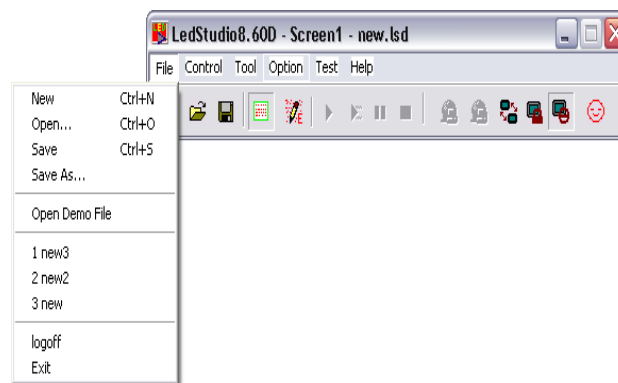 LedStudio8.60D - Screen1 - new.lsd
File Control Tool Option Test Help
New Ctrl+N
Open... Ctrl+O
Save Ctrl+S
Save As...
Open Demo File
1 new3
2 new2
3 new
logoff
Exit
E